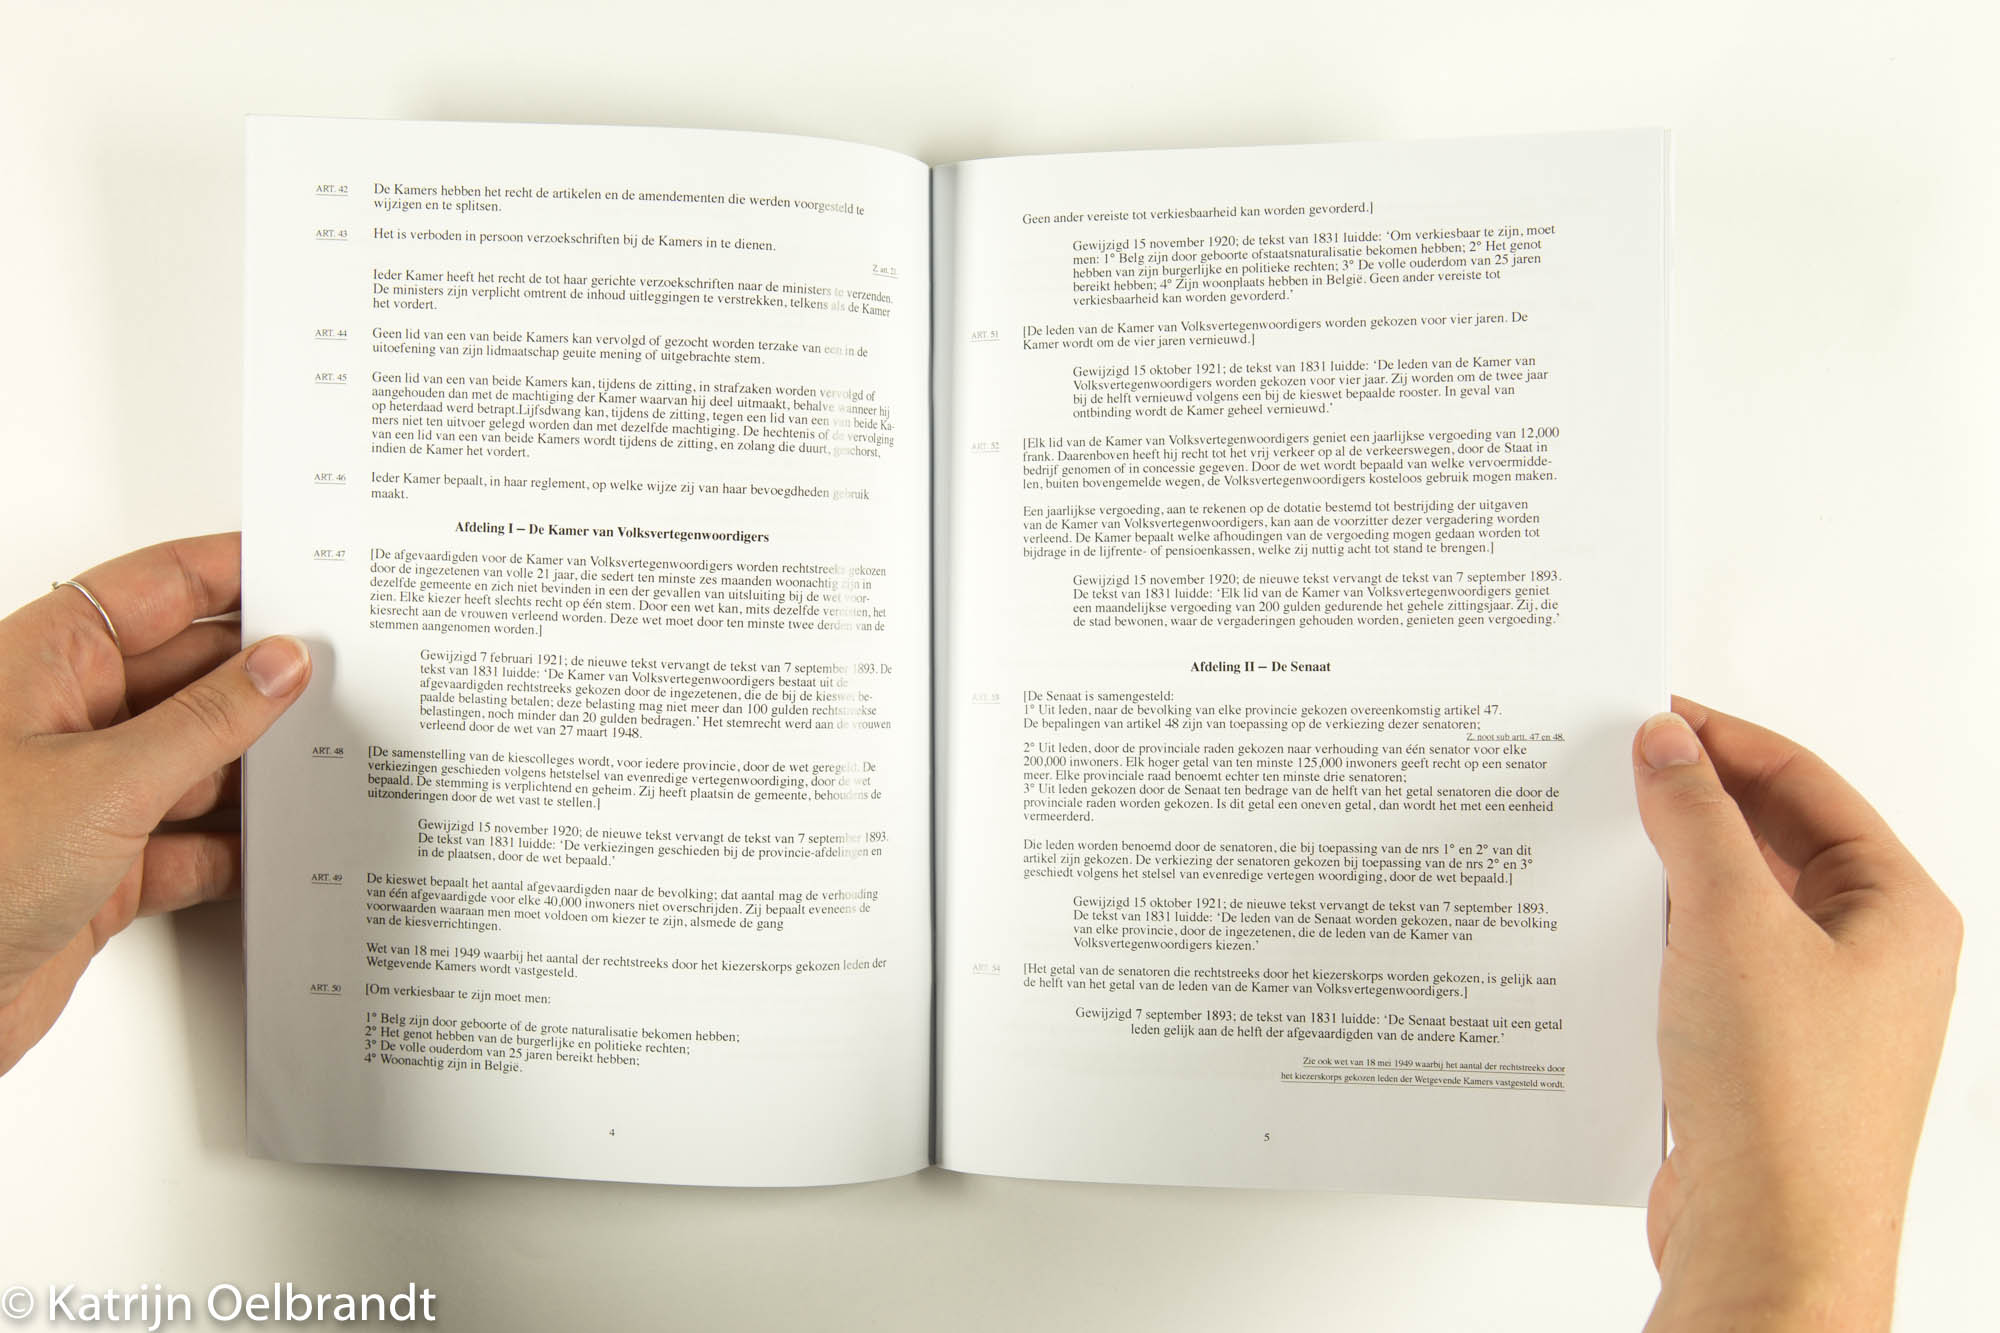 ART. 42
De Kamers hebben het recht de artikelen en de amendementen die werden voorgesteld te
wijzigen en te splitsen.
ART. 43
Het is verboden in persoon verzoekschriften bij de Kamers in te dienen.
Z. art. 21.
Ieder Kamer heeft het recht de tot haar gerichte verzoekschriften naar de ministers te verzenden.
De ministers zijn verplicht omtrent de inhoud uitleggingen te verstrekken, telkens als de Kamer
het vordert.
ART. 44
Geen lid van een van beide Kamers kan vervolgd of gezocht worden terzake van een in de
uitoefening van zijn lidmaatschap geuite mening of uitgebrachte stem.
ART. 45
Geen lid van een van beide Kamers kan, tijdens de zitting, in strafzaken worden vervolgd of
aangehouden dan met de machtiging der Kamer waarvan hij deel uitmaakt, behalve wanneer hij
op heterdaad werd betrapt.Lijfsdwang kan, tijdens de zitting, tegen een lid van een van beide Ka-
mers niet ten uitvoer gelegd worden dan met dezelfde machtiging. De hechtenis of de vervolging
van een lid van een van beide Kamers wordt tijdens de zitting, en zolang die duurt, geschorst,
indien de Kamer het vordert.
ART. 46
Ieder Kamer bepaalt, in haar reglement, op welke wijze zij van haar bevoegdheden gebruik
maakt.
Afdeling I – De Kamer van Volksvertegenwoordigers
ART. 47
[De afgevaardigden voor de Kamer van Volksvertegenwoordigers worden rechtstreeks gekozen
door de ingezetenen van volle 21 jaar, die sedert ten minste zes maanden woonachtig zijn in
dezelfde gemeente en zich niet bevinden in een der gevallen van uitsluiting bij de wet voor-
zien. Elke kiezer heeft slechts recht op één stem. Door een wet kan, mits dezelfde vereisten, het
kiesrecht aan de vrouwen verleend worden. Deze wet moet door ten minste twee derden van de
stemmen aangenomen worden.]
Gewijzigd 7 februari 1921; de nieuwe tekst vervangt de tekst van 7 september 1893. De
tekst van 1831 luidde: ‘De Kamer van Volksvertegenwoordigers bestaat uit de
afgevaardigden rechtstreeks gekozen door de ingezetenen, die de bij de kieswet be-
paalde belasting betalen; deze belasting mag niet meer dan 100 gulden rechtstreekse
belastingen, noch minder dan 20 gulden bedragen.’ Het stemrecht werd aan de vrouwen
verleend door de wet van 27 maart 1948.
ART. 48
[De samenstelling van de kiescolleges wordt, voor iedere provincie, door de wet geregeld. De
verkiezingen geschieden volgens hetstelsel van evenredige vertegenwoordiging, door de wet
bepaald. De stemming is verplichtend en geheim. Zij heeft plaatsin de gemeente, behoudens de
uitzonderingen door de wet vast te stellen.]
Gewijzigd 15 november 1920; de nieuwe tekst vervangt de tekst van 7 september 1893.
De tekst van 1831 luidde: ‘De verkiezingen geschieden bij de provincie-afdelingen en
in de plaatsen, door de wet bepaald.’
ART. 49
De kieswet bepaalt het aantal afgevaardigden naar de bevolking; dat aantal mag de verhouding
van één afgevaardigde voor elke 40,000 inwoners niet overschrijden. Zij bepaalt eveneens de
voorwaarden waaraan men moet voldoen om kiezer te zijn, alsmede de gang
van de kiesverrichtingen.
Wet van 18 mei 1949 waarbij het aantal der rechtstreeks door het kiezerskorps gekozen leden der
Wetgevende Kamers wordt vastgesteld.
ART. 50
[Om verkiesbaar te zijn moet men:
1° Belg zijn door geboorte of de grote naturalisatie bekomen hebben;
2° Het genot hebben van de burgerlijke en politieke rechten;
3° De volle ouderdom van 25 jaren bereikt hebben;
4° Woonachtig zijn in België.
4
Geen ander vereiste tot verkiesbaarheid kan worden gevorderd.]
Gewijzigd 15 november 1920; de tekst van 1831 luidde: ‘Om verkiesbaar te zijn, moet
men: 1° Belg zijn door geboorte ofstaatsnaturalisatie bekomen hebben; 2° Het genot
hebben van zijn burgerlijke en politieke rechten; 3° De volle ouderdom van 25 jaren
bereikt hebben; 4° Zijn woonplaats hebben in België. Geen ander vereiste tot
verkiesbaarheid kan worden gevorderd.’
ART. 51
[De leden van de Kamer van Volksvertegenwoordigers worden gekozen voor vier jaren. De
Kamer wordt om de vier jaren vernieuwd.]
Gewijzigd 15 oktober 1921; de tekst van 1831 luidde: ‘De leden van de Kamer van
Volksvertegenwoordigers worden gekozen voor vier jaar. Zij worden om de twee jaar
bij de helft vernieuwd volgens een bij de kieswet bepaalde rooster. In geval van
ontbinding wordt de Kamer geheel vernieuwd.’
ART. 52
[Elk lid van de Kamer van Volksvertegenwoordigers geniet een jaarlijkse vergoeding van 12,000
frank. Daarenboven heeft hij recht tot het vrij verkeer op al de verkeerswegen, door de Staat in
bedrijf genomen of in concessie gegeven. Door de wet wordt bepaald van welke vervoermidde-
len, buiten bovengemelde wegen, de Volksvertegenwoordigers kosteloos gebruik mogen maken.
Een jaarlijkse vergoeding, aan te rekenen op de dotatie bestemd tot bestrijding der uitgaven
van de Kamer van Volksvertegenwoordigers, kan aan de voorzitter dezer vergadering worden
verleend. De Kamer bepaalt welke afhoudingen van de vergoeding mogen gedaan worden tot
bijdrage in de lijfrente- of pensioenkassen, welke zij nuttig acht tot stand te brengen.]
Gewijzigd 15 november 1920; de nieuwe tekst vervangt de tekst van 7 september 1893.
De tekst van 1831 luidde: ‘Elk lid van de Kamer van Volksvertegenwoordigers geniet
een maandelijkse vergoeding van 200 gulden gedurende het gehele zittingsjaar. Zij, die
de stad bewonen, waar de vergaderingen gehouden worden, genieten geen vergoeding.’
Afdeling II – De Senaat
ART. 53
[De Senaat is samengesteld:
1° Uit leden, naar de bevolking van elke provincie gekozen overeenkomstig artikel 47.
De bepalingen van artikel 48 zijn van toepassing op de verkiezing dezer senatoren;
Z. noot sub artt. 47 en 48.
2° Uit leden, door de provinciale raden gekozen naar verhouding van één senator voor elke
200,000 inwoners. Elk hoger getal van ten minste 125,000 inwoners geeft recht op een senator
meer. Elke provinciale raad benoemt echter ten minste drie senatoren;
3° Uit leden gekozen door de Senaat ten bedrage van de helft van het getal senatoren die door de
provinciale raden worden gekozen. Is dit getal een oneven getal, dan wordt het met een eenheid
vermeerderd.
Die leden worden benoemd door de senatoren, die bij toepassing van de nrs 1° en 2° van dit
artikel zijn gekozen. De verkiezing der senatoren gekozen bij toepassing van de nrs 2° en 3°
geschiedt volgens het stelsel van evenredige vertegen woordiging, door de wet bepaald.]
Gewijzigd 15 oktober 1921; de nieuwe tekst vervangt de tekst van 7 september 1893.
De tekst van 1831 luidde: ‘De leden van de Senaat worden gekozen, naar de bevolking
van elke provincie, door de ingezetenen, die de leden van de Kamer van
Volksvertegenwoordigers kiezen.’
ART. 54
[Het getal van de senatoren die rechtstreeks door het kiezerskorps worden gekozen, is gelijk aan
de helft van het getal van de leden van de Kamer van Volksvertegenwoordigers.]
Gewijzigd 7 september 1893; de tekst van 1831 luidde: ‘De Senaat bestaat uit een getal
leden gelijk aan de helft der afgevaardigden van de andere Kamer.’
Zie ook wet van 18 mei 1949 waarbij het aantal der rechtstreeks door
het kiezerskorps gekozen leden der Wetgevende Kamers vastgesteld wordt.
5
© Katrijn Oelbrandt